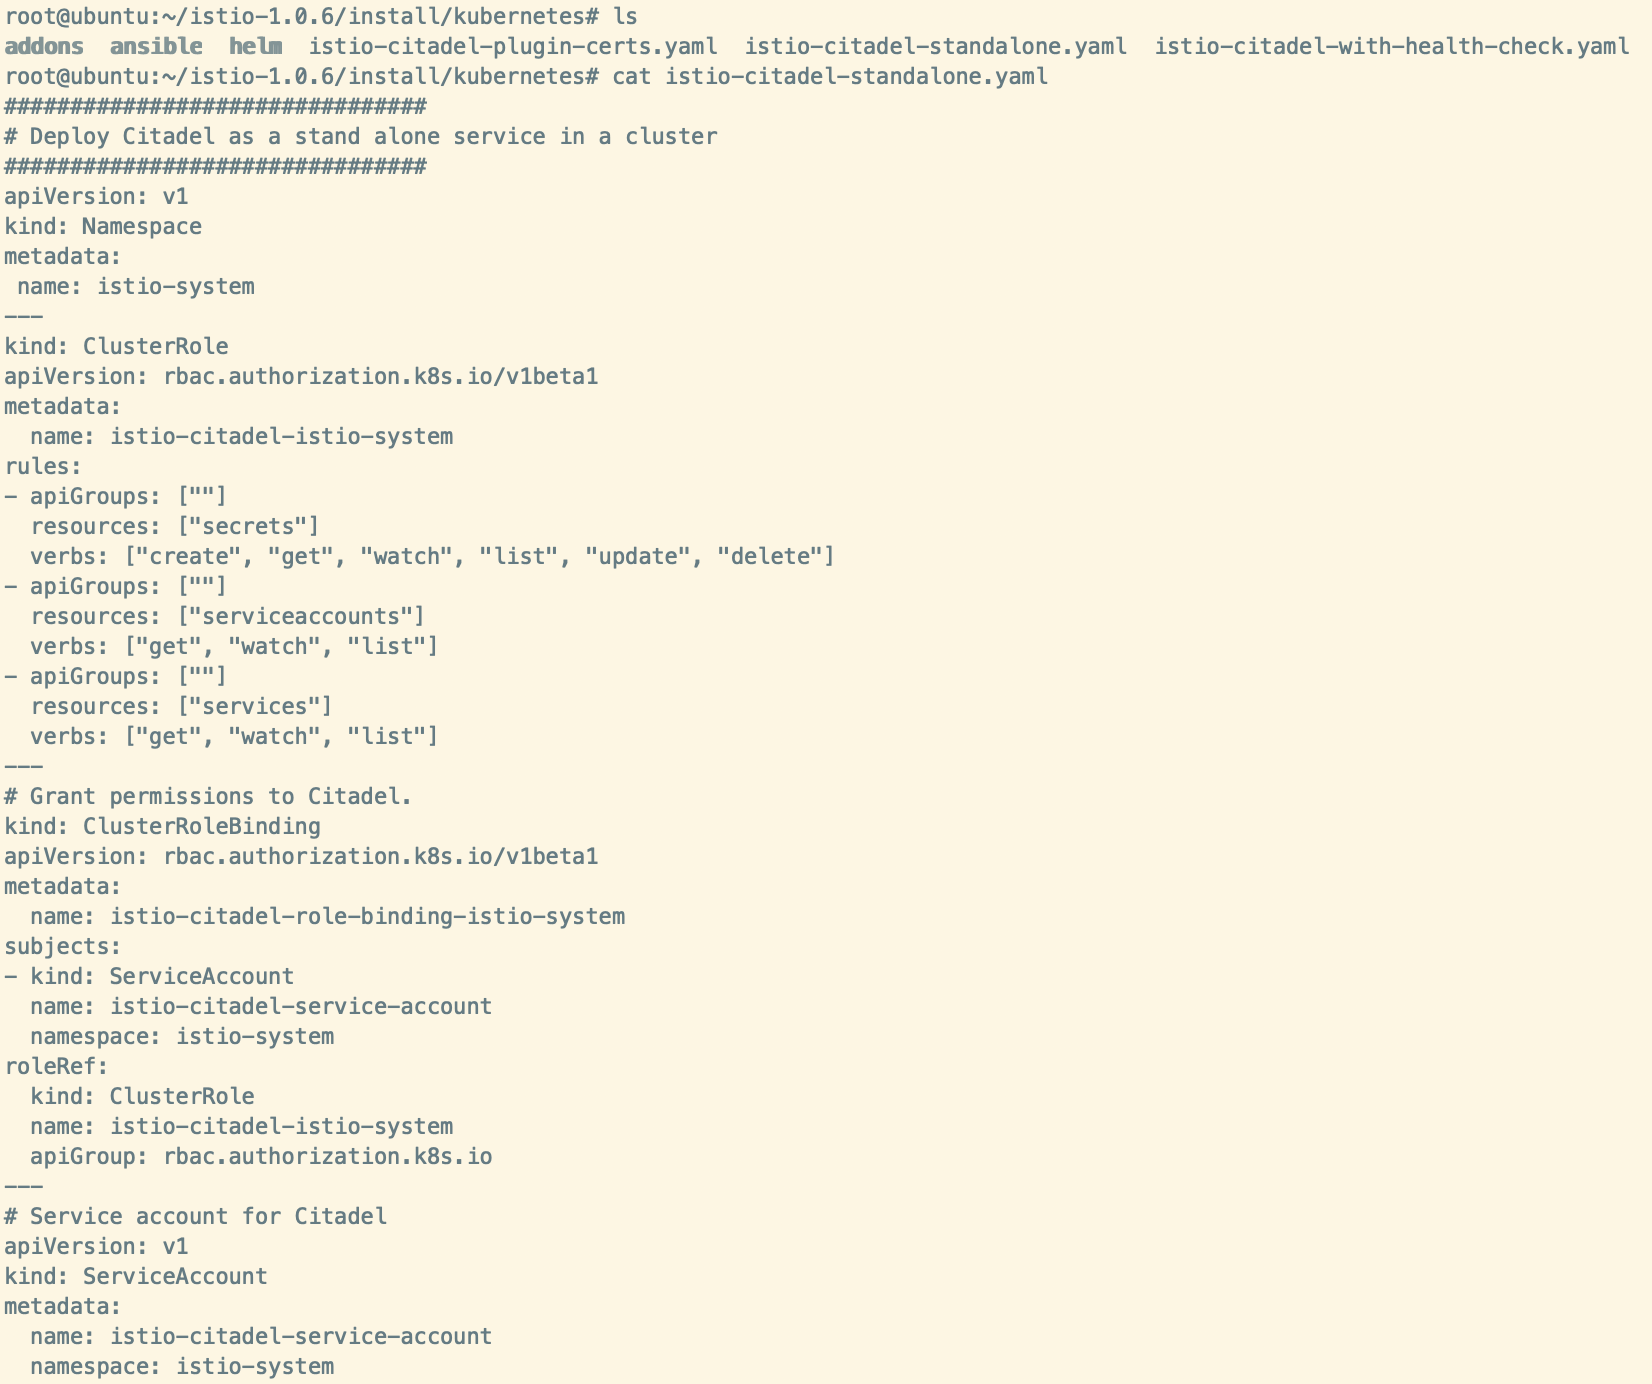 root@ubuntu:~/istio-1.0.6/install/kubernetes# ls
addons  ansible  helm  istio-citadel-plugin-certs.yaml  istio-citadel-standalone.yaml  istio-citadel-with-health-check.yaml
root@ubuntu:~/istio-1.0.6/install/kubernetes# cat istio-citadel-standalone.yaml
################################
# Deploy Citadel as a stand alone service in a cluster
################################
apiVersion: v1
kind: Namespace
metadata:
 name: istio-system
---
kind: ClusterRole
apiVersion: rbac.authorization.k8s.io/v1beta1
metadata:
  name: istio-citadel-istio-system
rules:
- apiGroups: [""]
  resources: ["secrets"]
  verbs: ["create", "get", "watch", "list", "update", "delete"]
- apiGroups: [""]
  resources: ["serviceaccounts"]
  verbs: ["get", "watch", "list"]
- apiGroups: [""]
  resources: ["services"]
  verbs: ["get", "watch", "list"]
---
# Grant permissions to Citadel.
kind: ClusterRoleBinding
apiVersion: rbac.authorization.k8s.io/v1beta1
metadata:
  name: istio-citadel-role-binding-istio-system
subjects:
- kind: ServiceAccount
  name: istio-citadel-service-account
  namespace: istio-system
roleRef:
  kind: ClusterRole
  name: istio-citadel-istio-system
  apiGroup: rbac.authorization.k8s.io
---
# Service account for Citadel
apiVersion: v1
kind: ServiceAccount
metadata:
  name: istio-citadel-service-account
  namespace: istio-system